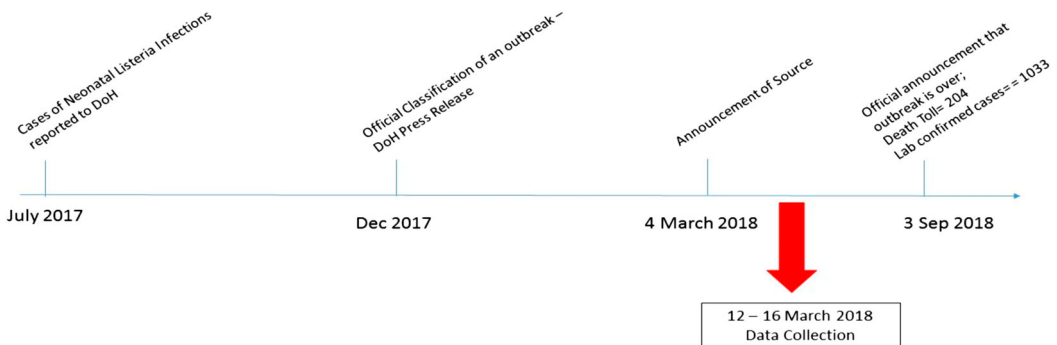 Cases of Neonatal Listeria Infections
reported to DoH
Official Classification of an outbreak –
DoH Press Release
Announcement of Source
Official announcement that
outbreak is over;
Death Toll= 204
Lab confirmed cases= = 1033
July 2017
Dec 2017
4 March 2018
3 Sep 2018
12 – 16 March 2018
Data Collection